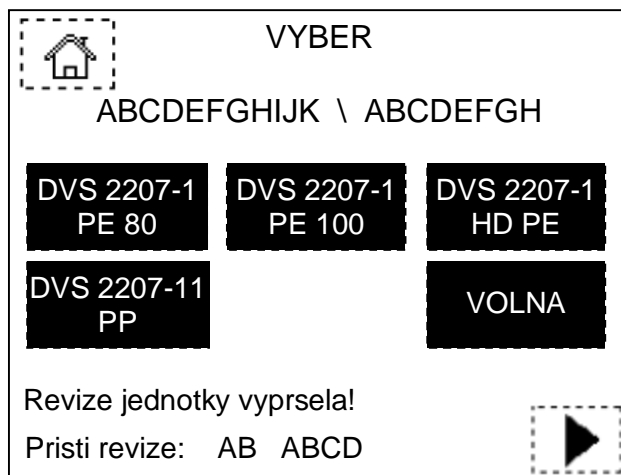 VYBER
ABCDEFGHIJK \ ABCDEFGH
DVS 2207-1
PE 80
DVS 2207-1
PE 100
DVS 2207-1
HD PE
DVS 2207-11
PP
VOLNA
Revize jednotky vyprsela!
Pristi revize: AB ABCD